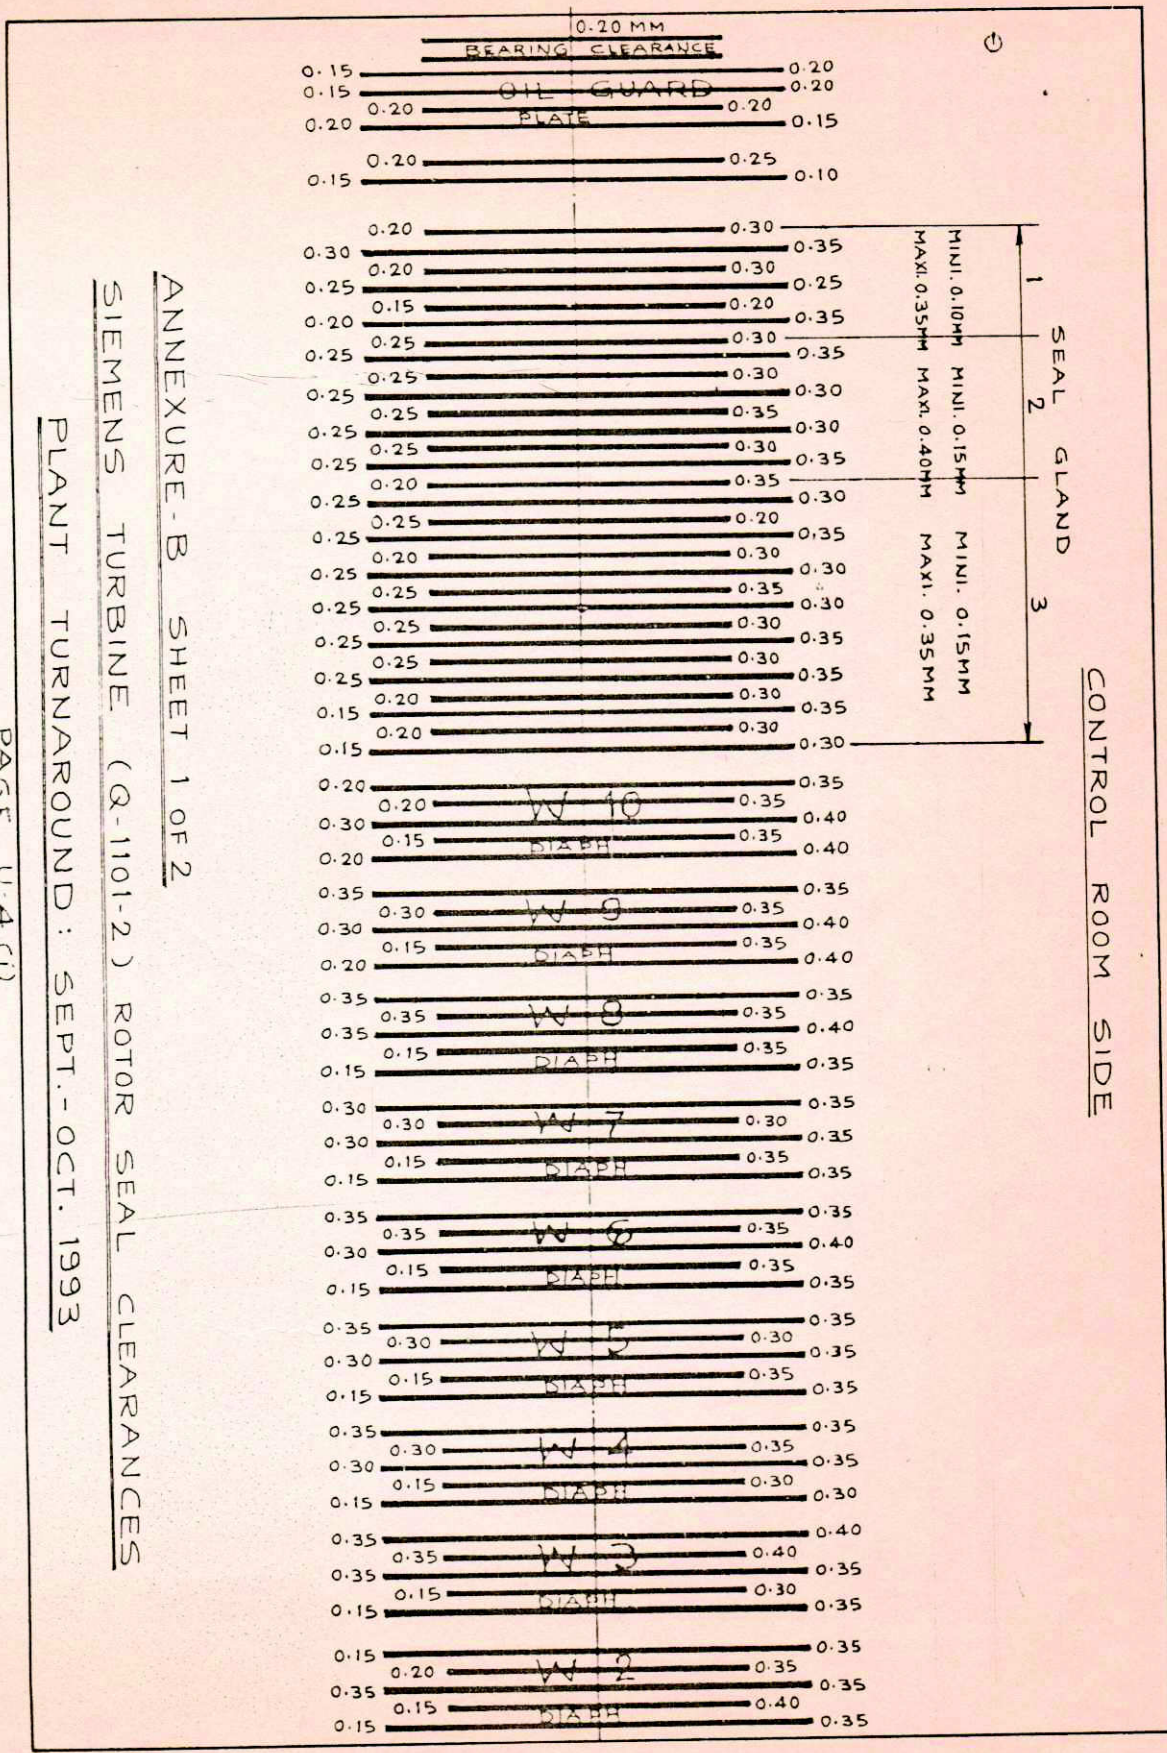 0.20 MM
BEARING CLEARANCE
0.15 0.20
0.15 OIL GUARD 0.20
0.20 0.20
PLATE
0.20 0.15
0.20 0.25
0.15 0.10
0.20 0.30
0.30 0.35
0.20 0.30
0.25 0.25
0.15 0.20
0.20 0.35
0.25 0.30
0.25 0.35
0.25 0.30
0.25 0.30
0.25 0.35
0.25 0.30
0.25 0.30
0.25 0.35
0.20 0.35
0.25 0.30
0.25 0.20
0.25 0.35
0.20 0.30
0.25 0.30
0.25 0.35
0.25 0.30
0.25 0.30
0.25 0.35
0.25 0.30
0.25 0.35
0.20 0.30
0.15 0.35
0.20 0.30
0.15 0.30
0.20 0.35
0.20 W-10 0.35
0.30 0.40
0.15 0.35
DIAPH
0.20 0.40
0.35 0.35
0.30 W-9 0.35
0.30 0.40
0.15 0.35
DIAPH
0.20 0.40
0.35 0.35
0.35 W-8 0.35
0.35 0.40
0.15 0.35
DIAPH
0.15 0.35
0.30 0.35
0.30 W-7 0.30
0.30 0.35
0.15 0.35
DIAPH
0.15 0.35
0.35 0.35
0.35 W-6 0.35
0.30 0.40
0.15 0.35
DIAPH
0.15 0.35
0.35 0.35
0.30 W-5 0.30
0.30 0.35
0.15 0.35
DIAPH
0.15 0.35
0.35 0.35
0.30 W-4 0.35
0.30 0.35
0.15 0.30
DIAPH
0.15 0.30
0.35 0.40
0.35 W-3 0.40
0.35 0.35
0.15 0.30
DIAPH
0.15 0.35
0.15 0.35
0.20 W-2 0.35
0.35 0.35
0.15 0.40
DIAPH
0.15 0.35
CONTROL ROOM SIDE
SEAL GLAND
1 2 3
MINI. 0.10MM MINI. 0.15MM MINI. 0.15MM
MAXI. 0.35MM MAXI. 0.40MM MAXI. 0.35MM
ANNEXURE-B SHEET 1 OF 2
SIEMENS TURBINE (Q-1101-2) ROTOR SEAL CLEARANCES
PLANT TURNAROUND: SEPT.-OCT. 1993
PAGE